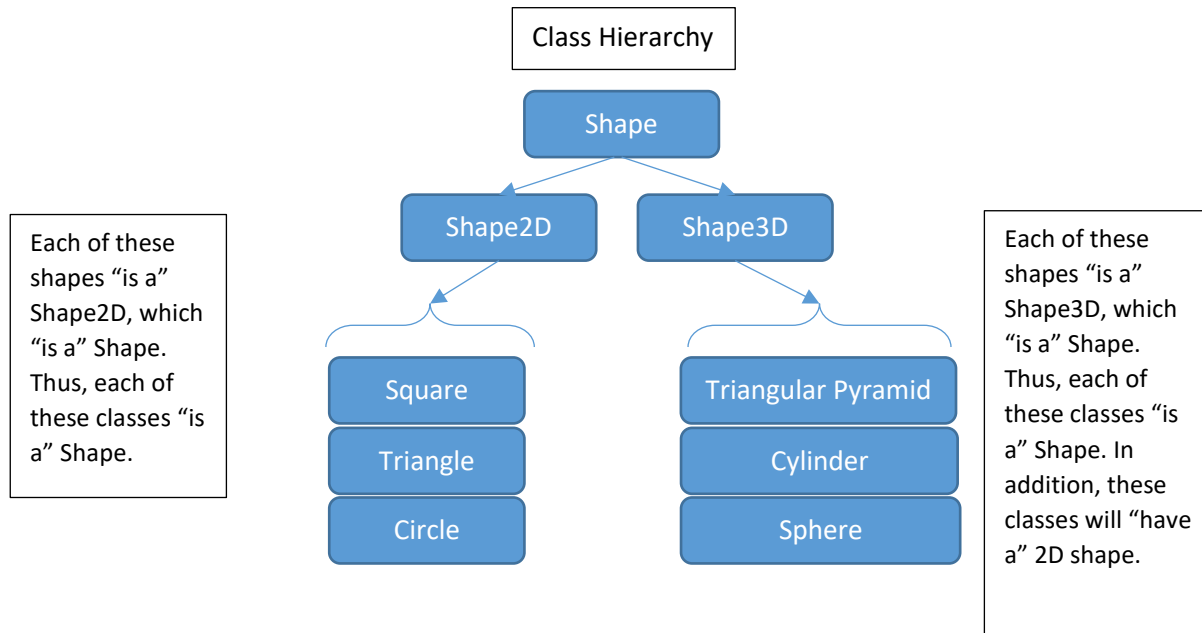 Class Hierarchy
Shape
Shape2D
Shape3D
Each of these
shapes “is a”
Shape2D, which
“is a” Shape.
Thus, each of
these classes “is
a” Shape.
Square
Triangle
Circle
Triangular Pyramid
Cylinder
Sphere
Each of these
shapes “is a”
Shape3D, which
“is a” Shape.
Thus, each of
these classes “is
a” Shape. In
addition, these
classes will “have
a” 2D shape.